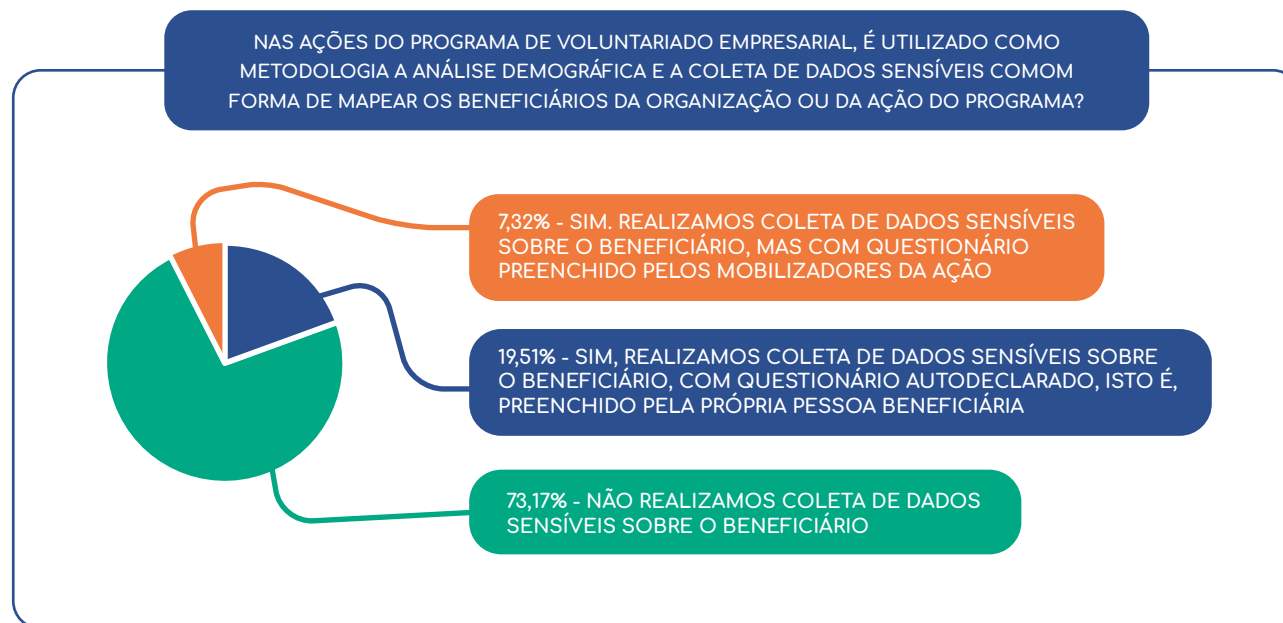 NAS AÇÕES DO PROGRAMA DE VOLUNTARIADO EMPRESARIAL, É UTILIZADO COMO
METODOLOGIA A ANÁLISE DEMOGRÁFICA E A COLETA DE DADOS SENSÍVEIS COMOM
FORMA DE MAPEAR OS BENEFICIÁRIOS DA ORGANIZAÇÃO OU DA AÇÃO DO PROGRAMA?
7,32% - SIM. REALIZAMOS COLETA DE DADOS SENSÍVEIS
SOBRE O BENEFICIÁRIO, MAS COM QUESTIONÁRIO
PREENCHIDO PELOS MOBILIZADORES DA AÇÃO
19,51% - SIM, REALIZAMOS COLETA DE DADOS SENSÍVEIS SOBRE
O BENEFICIÁRIO, COM QUESTIONÁRIO AUTODECLARADO, ISTO É,
PREENCHIDO PELA PRÓPRIA PESSOA BENEFICIÁRIA
73,17% - NÃO REALIZAMOS COLETA DE DADOS
SENSÍVEIS SOBRE O BENEFICIÁRIO